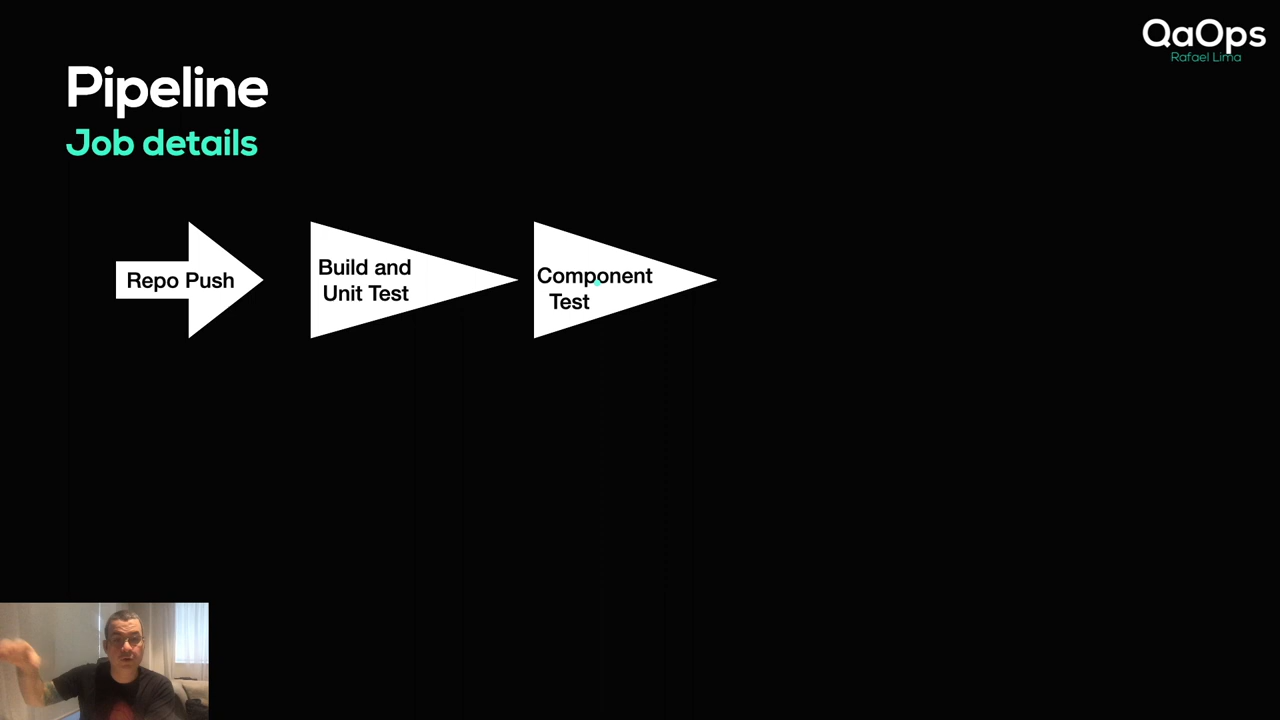 QaOps
Rafael Lima
Pipeline
Job details
Repo Push
Build and
Unit Test
Component
Test